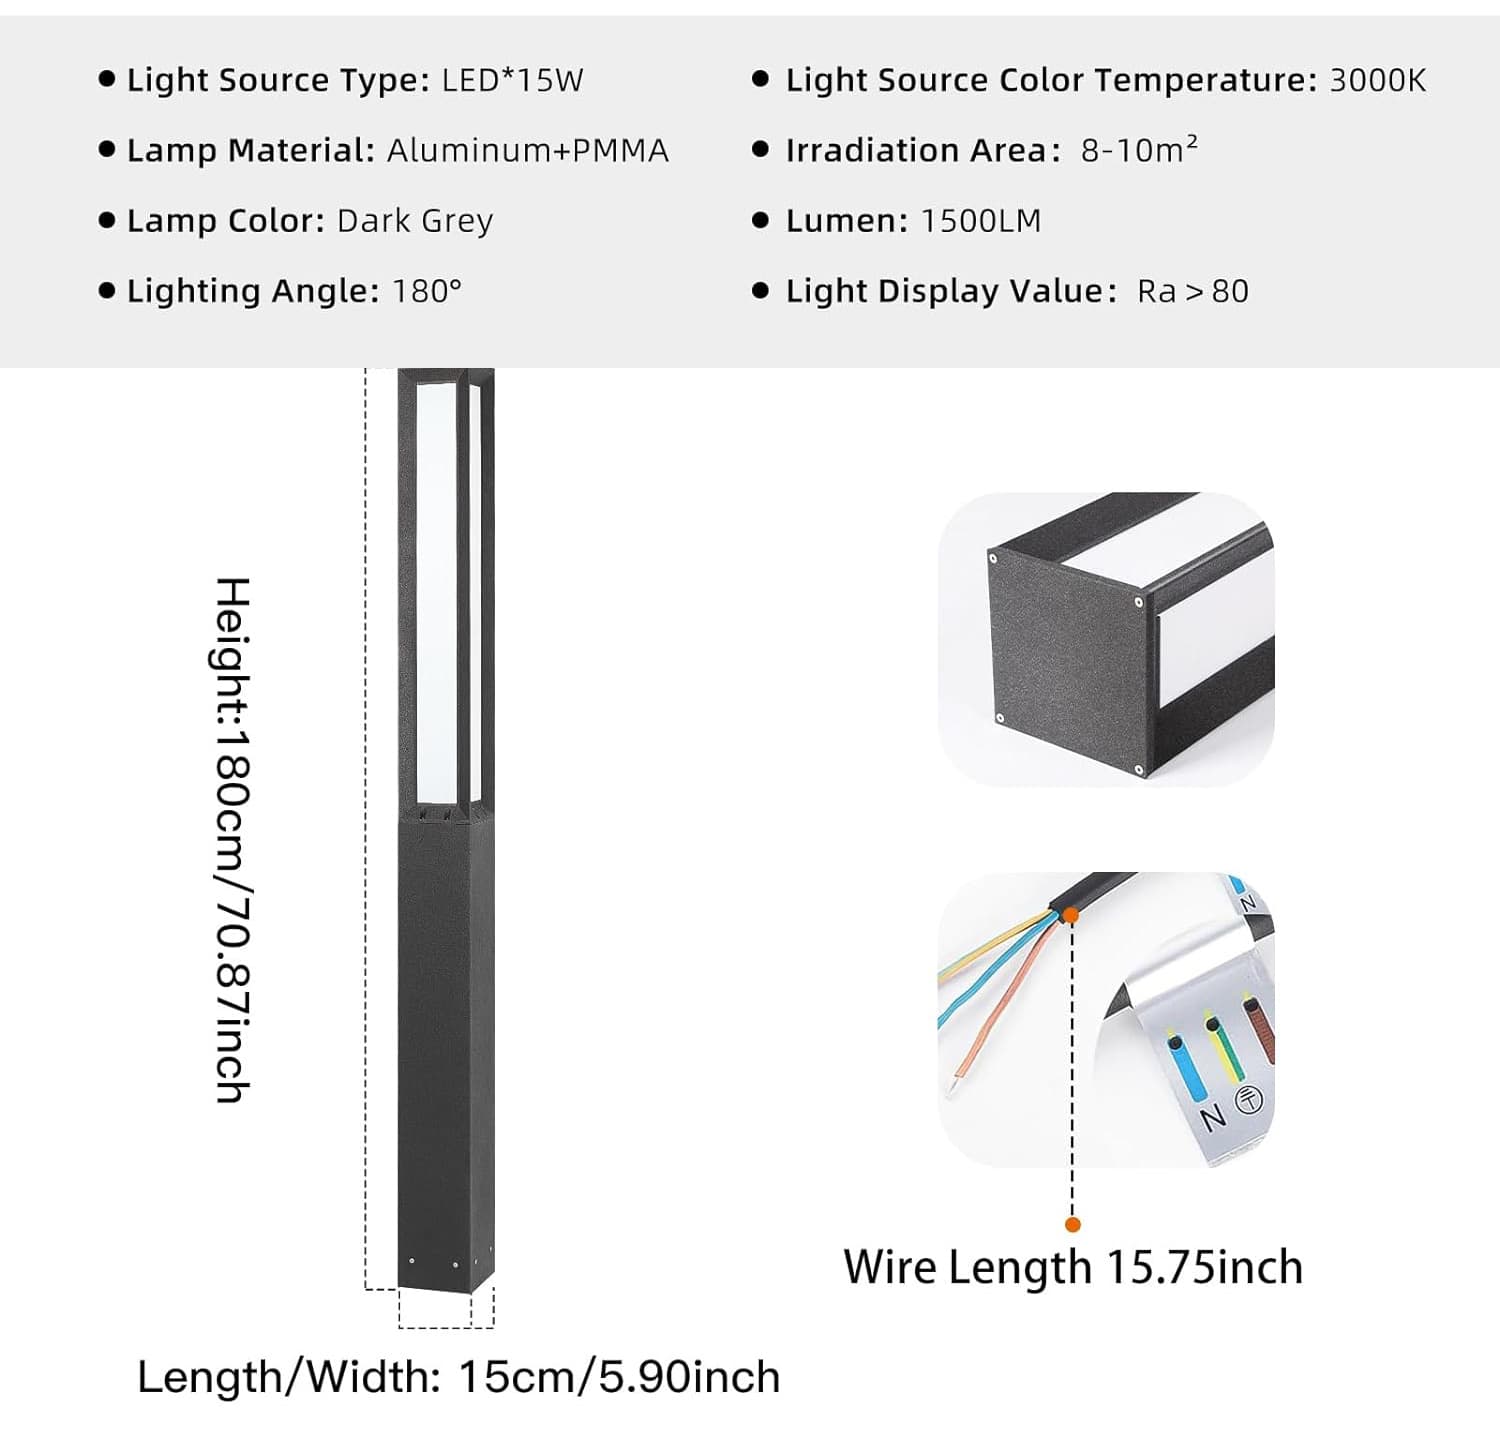 ● Light Source Type: LED*15W
● Lamp Material: Aluminum+PMMA
● Lamp Color: Dark Grey
● Lighting Angle: 180°
● Light Source Color Temperature: 3000K
● Irradiation Area: 8-10m²
● Lumen: 1500LM
● Light Display Value: Ra>80
Height:180cm/70.87inch
N
N
Wire Length 15.75inch
Length/Width: 15cm/5.90inch